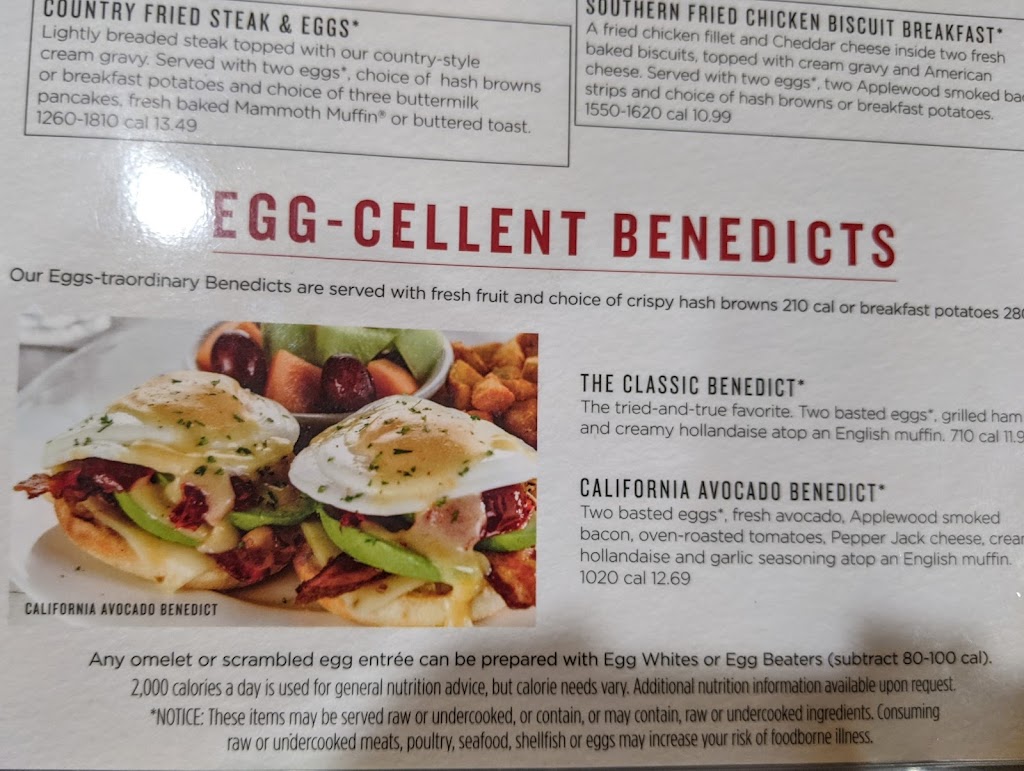 COUNTRY FRIED STEAK & EGGS*
Lightly breaded steak topped with our country-style
cream gravy. Served with two eggs*, choice of hash browns
or breakfast potatoes and choice of three buttermilk
pancakes, fresh baked Mammoth Muffin® or buttered toast.
1260-1810 cal 13.49
SOUTHERN FRIED CHICKEN BISCUIT BREAKFAST*
A fried chicken fillet and Cheddar cheese inside two fresh
baked biscuits, topped with cream gravy and American
cheese. Served with two eggs*, two Applewood smoked
strips and choice of hash browns or breakfast potatoes.
1550-1620 cal 10.99
EGG-CELLENT BENEDICTS
Our Eggs-traordinary Benedicts are served with fresh fruit and choice of crispy hash browns 210 cal or breakfast potatoes
THE CLASSIC BENEDICT*
The tried-and-true favorite. Two basted eggs*, grilled ham
and creamy hollandaise atop an English muffin. 710 cal
CALIFORNIA AVOCADO BENEDICT*
Two basted eggs*, fresh avocado, Applewood smoked
bacon, oven-roasted tomatoes, Pepper Jack cheese,
hollandaise and garlic seasoning atop an English muffin.
1020 cal 12.69
CALIFORNIA AVOCADO BENEDICT
Any omelet or scrambled egg entrée can be prepared with Egg Whites or Egg Beaters (subtract 80-100 cal).
2,000 calories a day is used for general nutrition advice, but calorie needs vary. Additional nutrition information available upon request.
*NOTICE: These items may be served raw or undercooked, or contain, or may contain, raw or undercooked ingredients. Consuming
raw or undercooked meats, poultry, seafood, shellfish or eggs may increase your risk of foodborne illness.